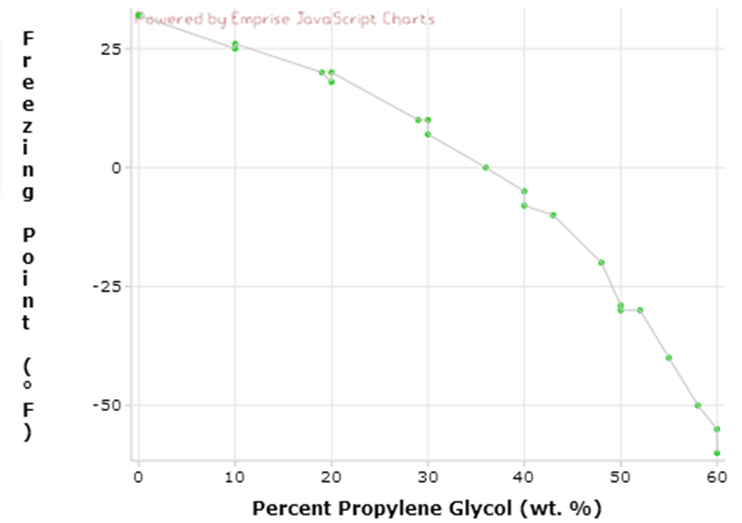 Powered by Emprise JavaScript Charts
Freezing Point (°F)
25
0
-25
-50
0 10 20 30 40 50 60
Percent Propylene Glycol (wt. %)